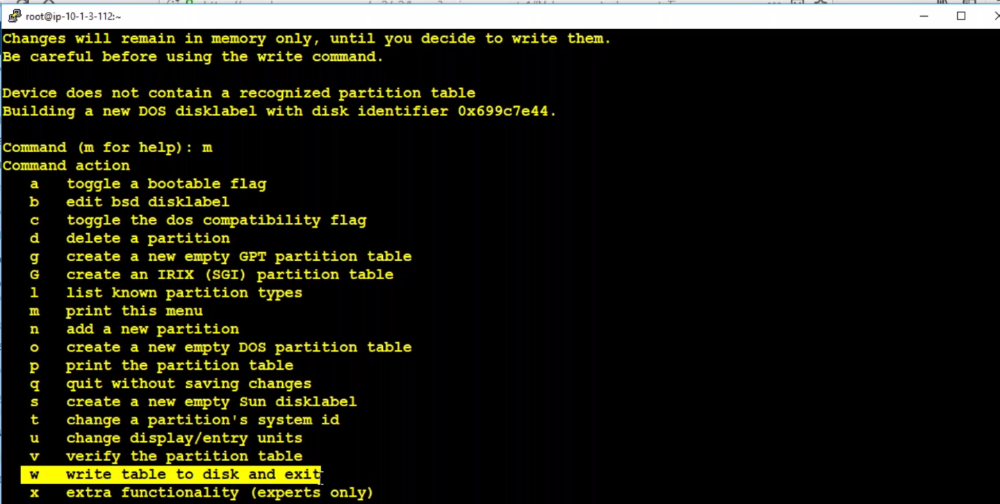 root@ip-10-1-3-112:~
Changes will remain in memory only, until you decide to write them.
Be careful before using the write command.
Device does not contain a recognized partition table
Building a new DOS disklabel with disk identifier 0x699c7e44.
Command (m for help): m
Command action
a   toggle a bootable flag
b   edit bsd disklabel
c   toggle the dos compatibility flag
d   delete a partition
g   create a new empty GPT partition table
G   create an IRIX (SGI) partition table
l   list known partition types
m   print this menu
n   add a new partition
o   create a new empty DOS partition table
p   print the partition table
q   quit without saving changes
s   create a new empty Sun disklabel
t   change a partition's system id
u   change display/entry units
v   verify the partition table
w   write table to disk and exit
x   extra functionality (experts only)